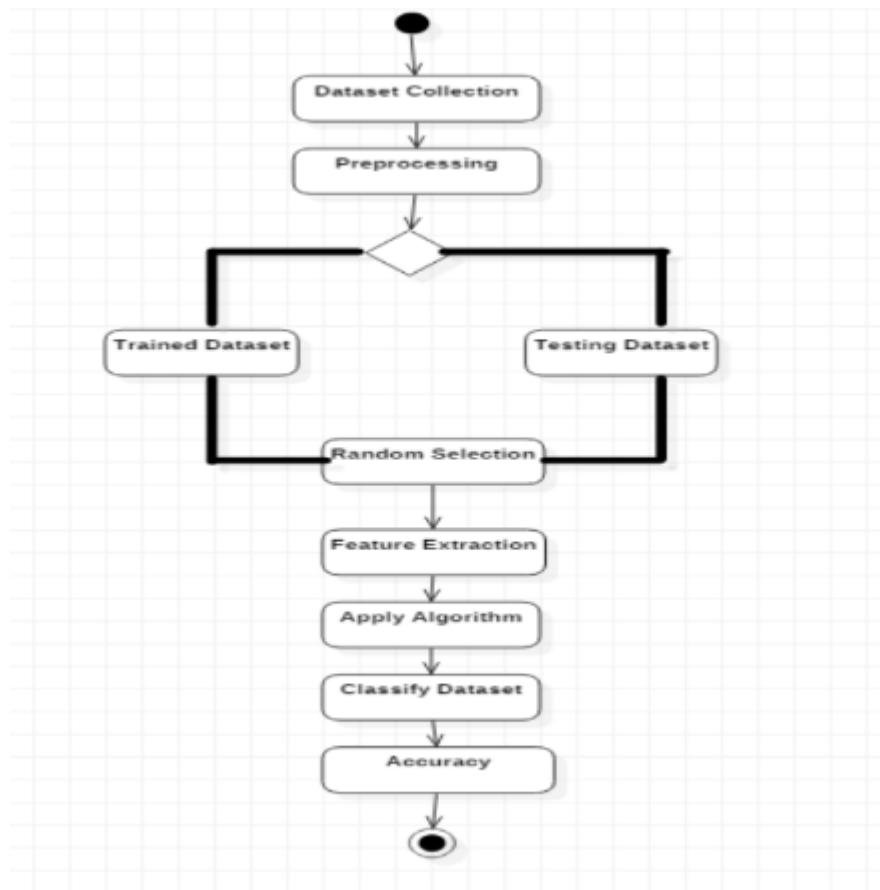 Dataset Collection
Preprocessing
Trained Dataset
Testing Dataset
Random Selection
Feature Extraction
Apply Algorithm
Classify Dataset
Accuracy